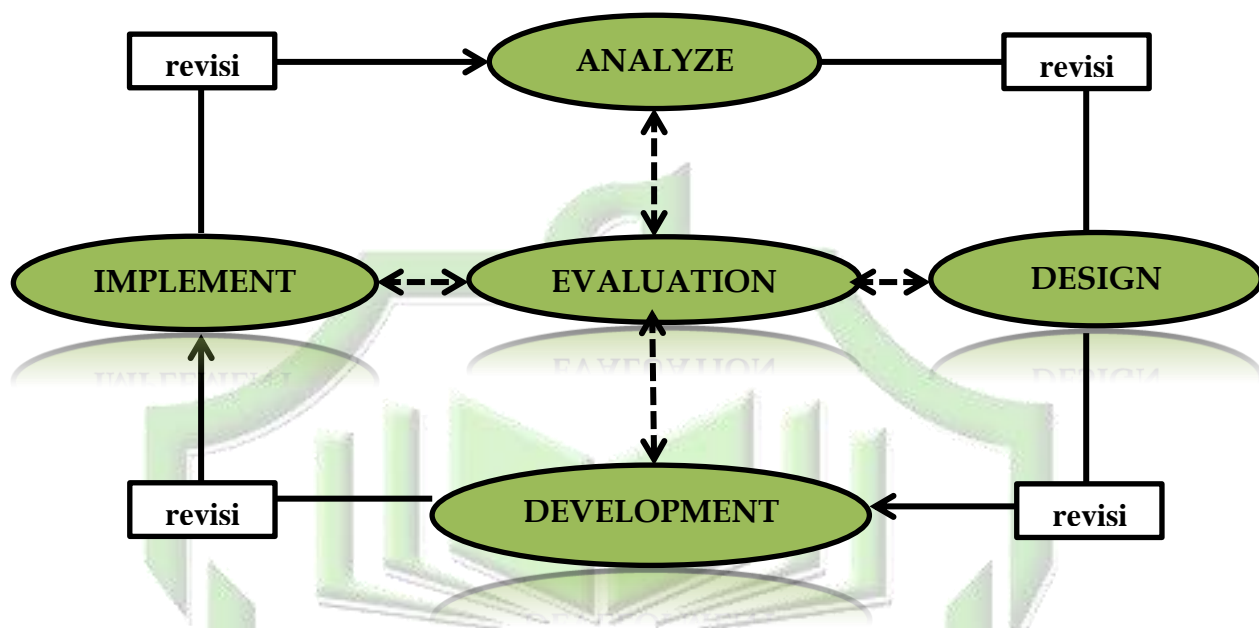 revisi
ANALYZE
revisi
IMPLEMENT
EVALUATION
DESIGN
revisi
DEVELOPMENT
revisi